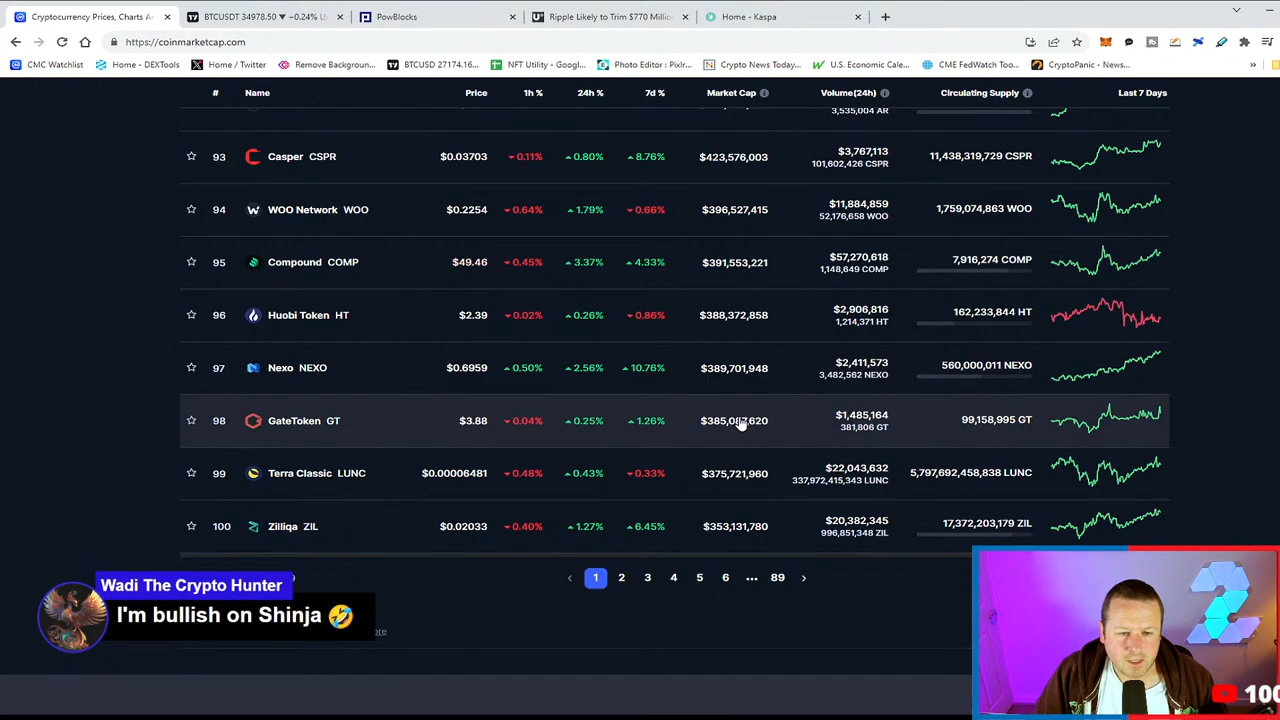 Cryptocurrency Prices, Charts A
BTCUSDT 34978.50 ▼ −0.24% U
PowBlocks
Ripple Likely to Trim $770 Millio
Home - Kaspa
https://coinmarketcap.com
CMC Watchlist
Home - DEXTools
Home / Twitter
Remove Backgroun...
BTCUSD 27174.16...
NFT Utility - Googl...
Photo Editor : Pixlr...
Crypto News Today...
U.S. Economic Cale...
CME FedWatch Too...
CryptoPanic - News...
»
# Name Price 1h % 24h % 7d % Market Cap Volume(24h) Circulating Supply Last 7 Days
3,535,004 AR
93 Casper CSPR $0.03703 0.11% 0.80% 8.76% $423,576,003 $3,767,113 11,438,319,729 CSPR
101,602,426 CSPR
94 WOO Network WOO $0.2254 0.64% 1.79% 0.66% $396,527,415 $11,884,859 1,759,074,863 WOO
52,176,658 WOO
95 Compound COMP $49.46 0.45% 3.37% 4.33% $391,553,221 $57,270,618 7,916,274 COMP
1,148,649 COMP
96 Huobi Token HT $2.39 0.02% 0.26% 0.86% $388,372,858 $2,909,816 162,233,844 HT
1,214,371 HT
97 Nexo NEXO $0.6959 0.50% 2.56% 10.76% $389,701,948 $2,411,573 560,000,011 NEXO
3,482,562 NEXO
98 GateToken GT $3.88 0.04% 0.25% 1.26% $1,485,164 99,158,995 GT
381,806 GT
99 Terra Classic LUNC $0.00006481 0.48% 0.43% 0.33% $375,721,960 $22,043,632 5,797,692,458,838 LUNC
337,972,415,343 LUNC
100 Zilliqa ZIL $0.02033 0.40% 1.27% 6.45% $353,131,780 $20,382,345 17,372,203,179 ZIL
996,851,348 ZIL
‹ 1 2 3 4 5 6 ... 89 ›
Wadi The Crypto Hunter
I'm bullish on Shinja 🤣
ore
100